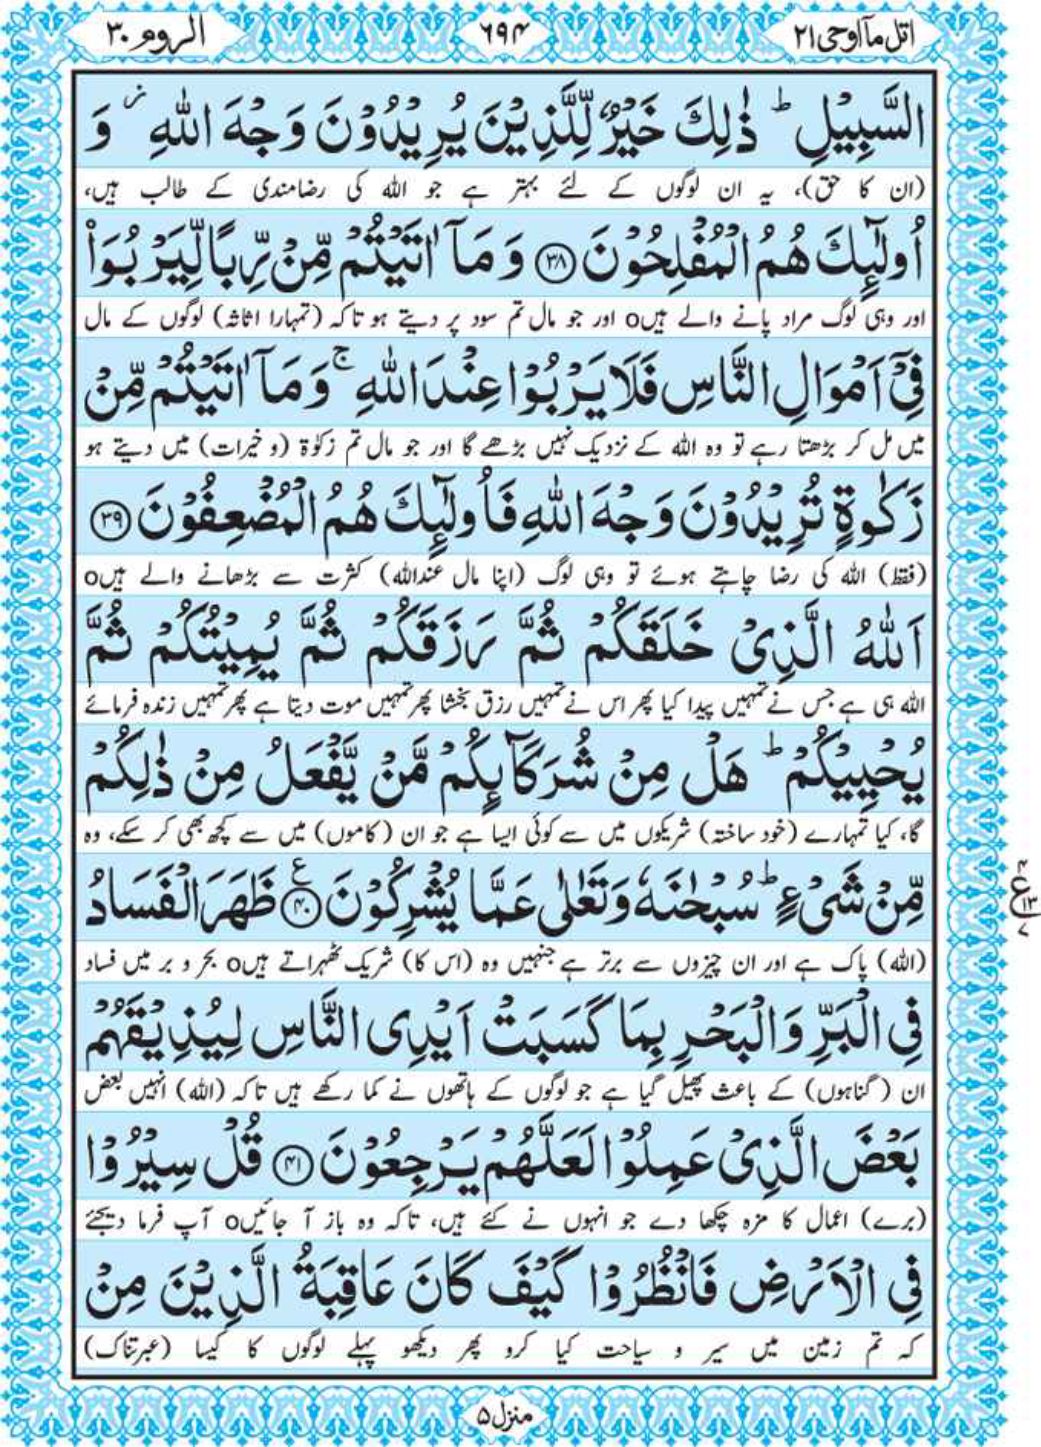 اتل مآ اوحی ۲۱
۶۹۴
الروم ۳۰
السَّبِيْلِ ؕ ذٰلِكَ خَيْرٌ لِّلَّذِيْنَ يُرِيْدُوْنَ وَجْهَ اللّٰهِ ؗ وَ
(ان کا حق)، یہ ان لوگوں کے لئے بہتر ہے جو اللہ کی رضامندی کے طالب ہیں،
اُولٰٓئِكَ هُمُ الْمُفْلِحُوْنَ ﴿۳۸﴾ وَمَآ اٰتَيْتُمْ مِّنْ رِّبًا لِّيَرْبُوَا۟
اور وہی لوگ مراد پانے والے ہیںo اور جو مال تم سود پر دیتے ہو تاکہ (تمہارا اثاثہ) لوگوں کے مال
فِيْٓ اَمْوَالِ النَّاسِ فَلَا يَرْبُوْا عِنْدَ اللّٰهِ ۚ وَمَآ اٰتَيْتُمْ مِّنْ
میں مل کر بڑھتا رہے تو وہ اللہ کے نزدیک نہیں بڑھے گا اور جو مال تم زکوٰۃ (و خیرات) میں دیتے ہو
زَكٰوةٍ تُرِيْدُوْنَ وَجْهَ اللّٰهِ فَاُولٰٓئِكَ هُمُ الْمُضْعِفُوْنَ ﴿۳۹﴾
(فقط) اللہ کی رضا چاہتے ہوئے تو وہی لوگ (اپنا مال عنداللہ) کثرت سے بڑھانے والے ہیںo
اَللّٰهُ الَّذِيْ خَلَقَكُمْ ثُمَّ رَزَقَكُمْ ثُمَّ يُمِيْتُكُمْ ثُمَّ
اللہ ہی ہے جس نے تمہیں پیدا کیا پھر اس نے تمہیں رزق بخشا پھر تمہیں موت دیتا ہے پھر تمہیں زندہ فرمائے
يُحْيِيْكُمْ ؕ هَلْ مِنْ شُرَكَآئِكُمْ مَّنْ يَّفْعَلُ مِنْ ذٰلِكُمْ
گا، کیا تمہارے (خود ساختہ) شریکوں میں سے کوئی ایسا ہے جو ان (کاموں) میں سے کچھ بھی کر سکے، وہ
مِّنْ شَيْءٍ ؕ سُبْحٰنَهٗ وَتَعٰلٰى عَمَّا يُشْرِكُوْنَ ﴿۴۰﴾ ع ظَهَرَ الْفَسَادُ
ع ۱۳ ۷
(اللہ) پاک ہے اور ان چیزوں سے برتر ہے جنہیں وہ (اس کا) شریک ٹھہراتے ہیںo بحر و بر میں فساد
فِي الْبَرِّ وَالْبَحْرِ بِمَا كَسَبَتْ اَيْدِي النَّاسِ لِيُذِيْقَهُمْ
ان (گناہوں) کے باعث پھیل گیا ہے جو لوگوں کے ہاتھوں نے کما رکھے ہیں تاکہ (اللہ) انہیں بعض
بَعْضَ الَّذِيْ عَمِلُوْا لَعَلَّهُمْ يَرْجِعُوْنَ ﴿۴۱﴾ قُلْ سِيْرُوْا
(برے) اعمال کا مزہ چکھا دے جو انہوں نے کئے ہیں، تاکہ وہ باز آ جائیںo آپ فرما دیجئے
فِي الْاَرْضِ فَانْظُرُوْا كَيْفَ كَانَ عَاقِبَةُ الَّذِيْنَ مِنْ
کہ تم زمین میں سیر و سیاحت کیا کرو پھر دیکھو پہلے لوگوں کا کیسا (عبرتناک)
منزل ۵